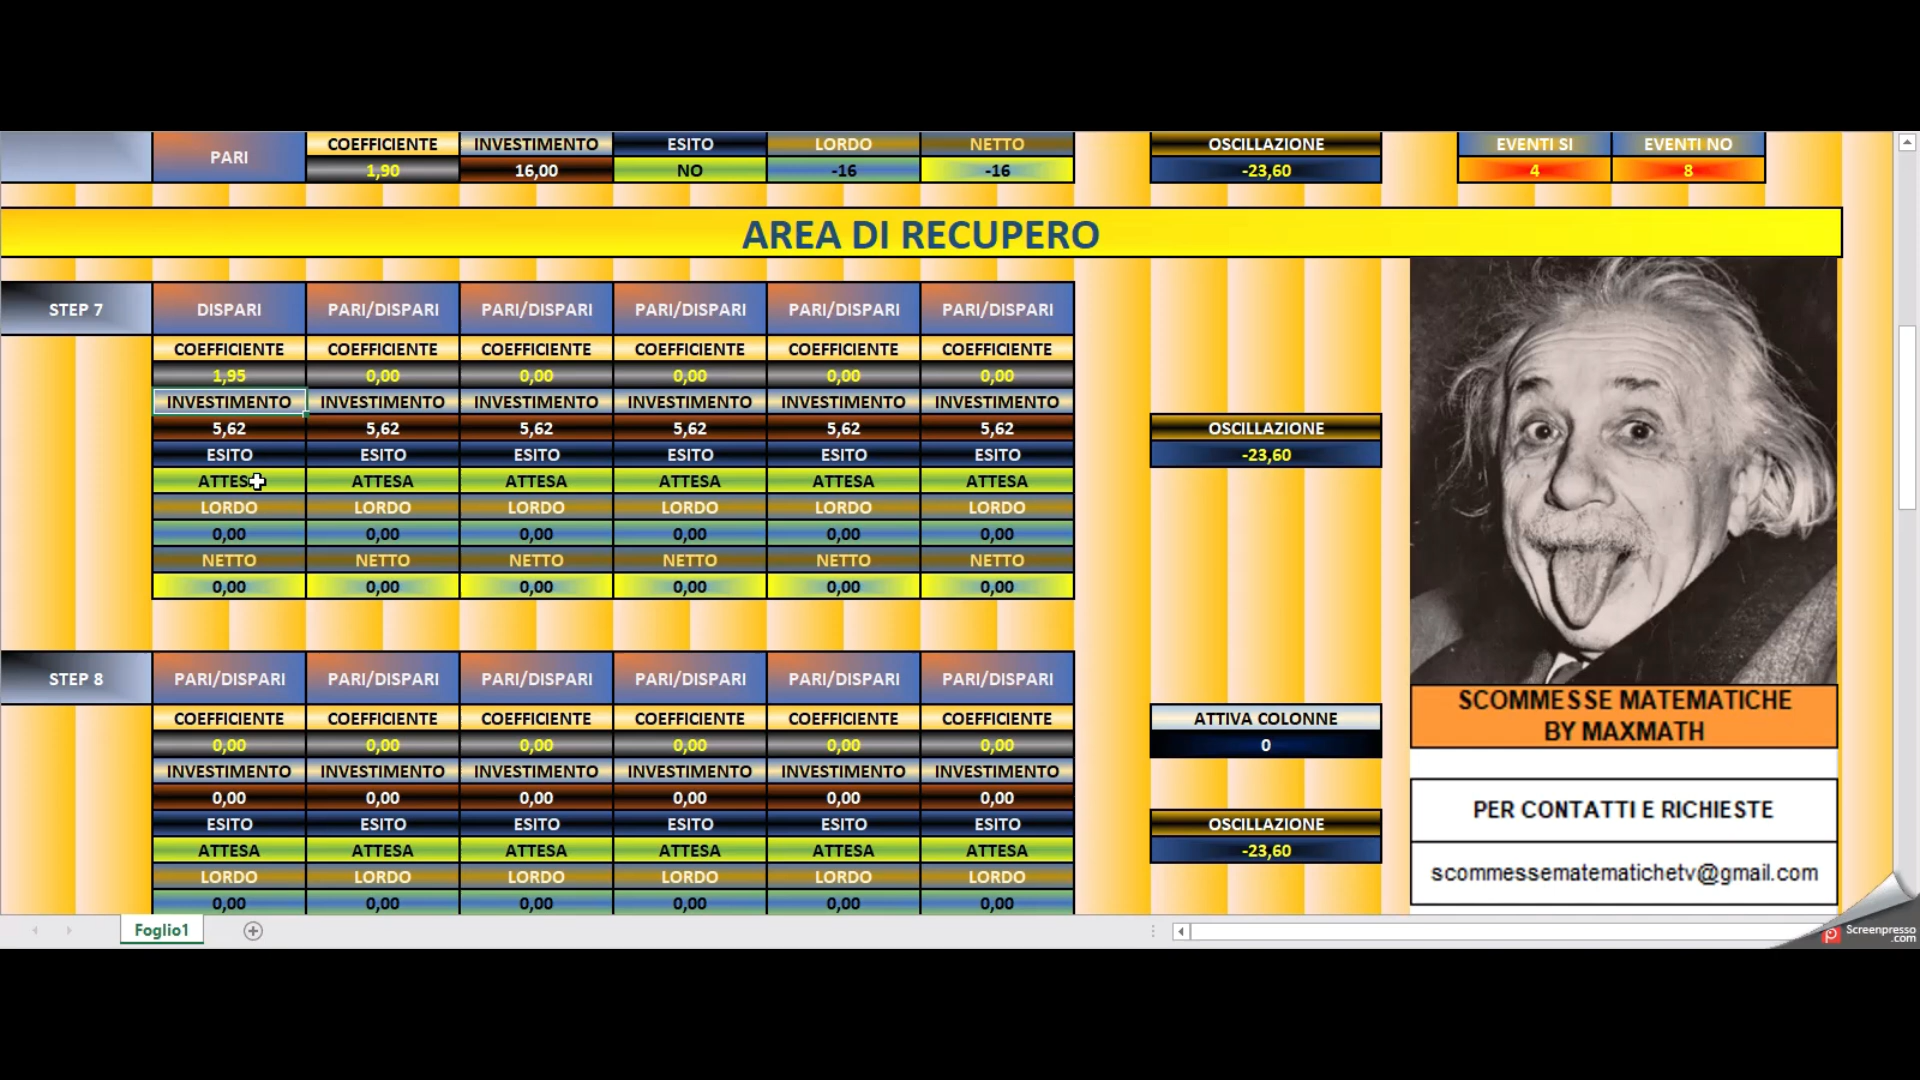 PARI COEFFICIENTE INVESTIMENTO ESITO LORDO NETTO OSCILLAZIONE EVENTI SI EVENTI NO
1,90 16,00 NO -16 -16 -23,60 4 8
AREA DI RECUPERO
STEP 7 DISPARI PARI/DISPARI PARI/DISPARI PARI/DISPARI PARI/DISPARI PARI/DISPARI
COEFFICIENTE COEFFICIENTE COEFFICIENTE COEFFICIENTE COEFFICIENTE COEFFICIENTE
1,95 0,00 0,00 0,00 0,00 0,00
INVESTIMENTO INVESTIMENTO INVESTIMENTO INVESTIMENTO INVESTIMENTO INVESTIMENTO
5,62 5,62 5,62 5,62 5,62 5,62 OSCILLAZIONE
ESITO ESITO ESITO ESITO ESITO ESITO -23,60
ATTESA ATTESA ATTESA ATTESA ATTESA ATTESA
LORDO LORDO LORDO LORDO LORDO LORDO
0,00 0,00 0,00 0,00 0,00 0,00
NETTO NETTO NETTO NETTO NETTO NETTO
0,00 0,00 0,00 0,00 0,00 0,00
STEP 8 PARI/DISPARI PARI/DISPARI PARI/DISPARI PARI/DISPARI PARI/DISPARI PARI/DISPARI
COEFFICIENTE COEFFICIENTE COEFFICIENTE COEFFICIENTE COEFFICIENTE COEFFICIENTE ATTIVA COLONNE
0,00 0,00 0,00 0,00 0,00 0,00 0
INVESTIMENTO INVESTIMENTO INVESTIMENTO INVESTIMENTO INVESTIMENTO INVESTIMENTO
0,00 0,00 0,00 0,00 0,00 0,00
ESITO ESITO ESITO ESITO ESITO ESITO OSCILLAZIONE
ATTESA ATTESA ATTESA ATTESA ATTESA ATTESA -23,60
LORDO LORDO LORDO LORDO LORDO LORDO
0,00 0,00 0,00 0,00 0,00 0,00
SCOMMESSE MATEMATICHE
BY MAXMATH
PER CONTATTI E RICHIESTE
scommessematematichetv@gmail.com
Foglio1
Screenpresso
.com